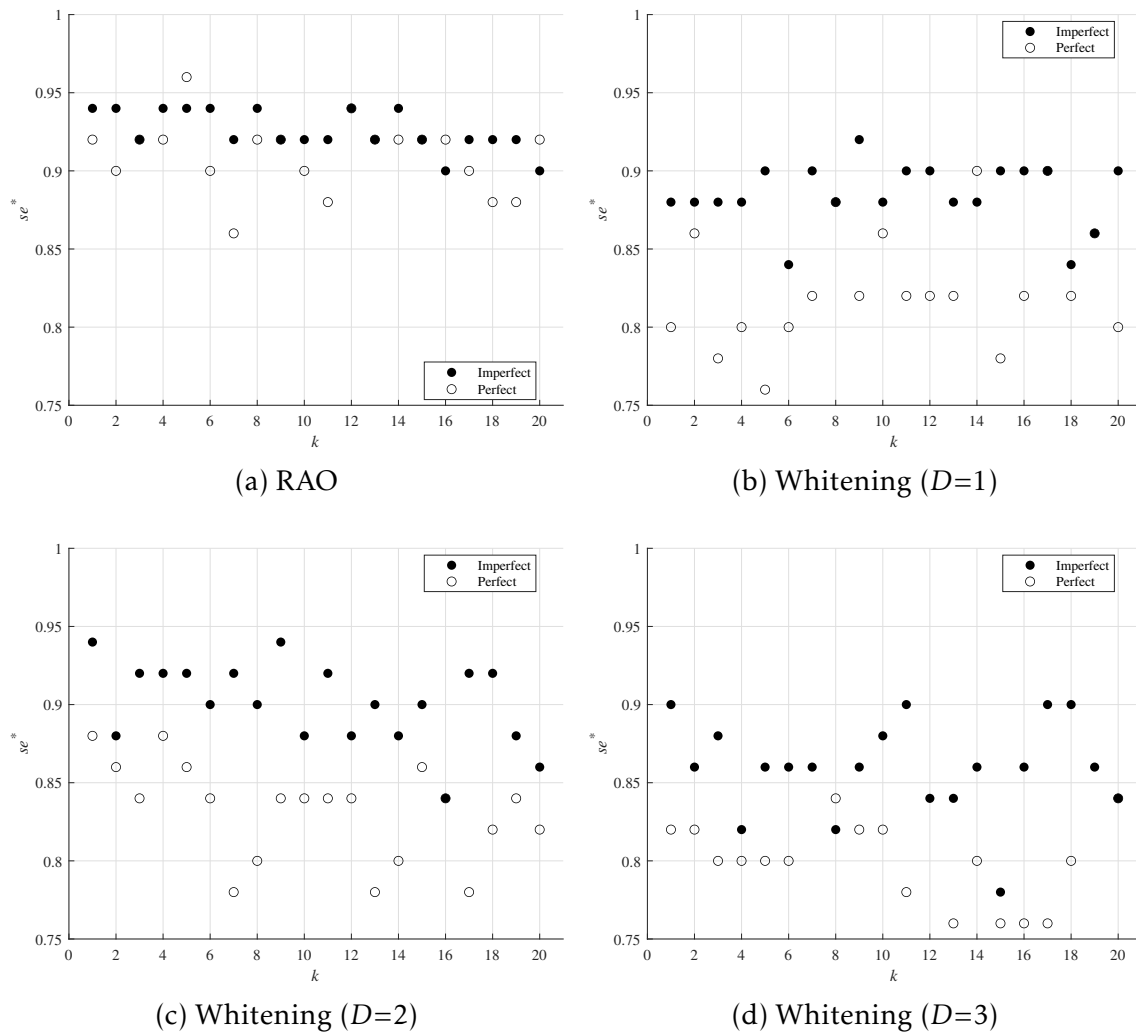 1
0.95
0.9
0.85
0.8
0.75
se*
0 2 4 6 8 10 12 14 16 18 20
k
Imperfect
Perfect
(a) RAO
1
0.95
0.9
0.85
0.8
0.75
se*
0 2 4 6 8 10 12 14 16 18 20
k
Imperfect
Perfect
(b) Whitening (D=1)
1
0.95
0.9
0.85
0.8
0.75
se*
0 2 4 6 8 10 12 14 16 18 20
k
Imperfect
Perfect
(c) Whitening (D=2)
1
0.95
0.9
0.85
0.8
0.75
se*
0 2 4 6 8 10 12 14 16 18 20
k
Imperfect
Perfect
(d) Whitening (D=3)